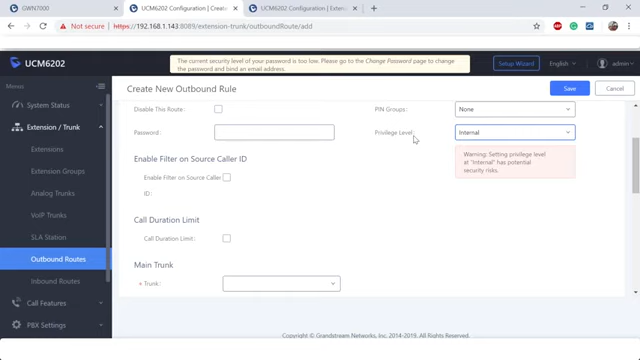 GWN7000
UCM6202 Configuration | Create
UCM6202 Configuration | Extens
Not secure | https://192.168.1.143:8089/extension-trunk/outboundRoute/add
UCM6202
The current security level of your password is too low. Please go to the Change Password page to change
the password and bind an email address.
Setup Wizard
English
admin
Menus
Create New Outbound Rule
Save
Cancel
System Status
Extension / Trunk
Extensions
Extension Groups
Analog Trunks
VoIP Trunks
SLA Station
Outbound Routes
Inbound Routes
Call Features
PBX Settings
Disable This Route :
PIN Groups:
None
Password:
Privilege Level:
Internal
Warning: Setting privilege level
at "Internal" has potential
security risks.
Enable Filter on Source Caller ID
Enable Filter on Source Caller
ID:
Call Duration Limit
Call Duration Limit :
Main Trunk
Trunk:
Copyright © Grandstream Networks, Inc. 2014-2019. All Rights Reserved.